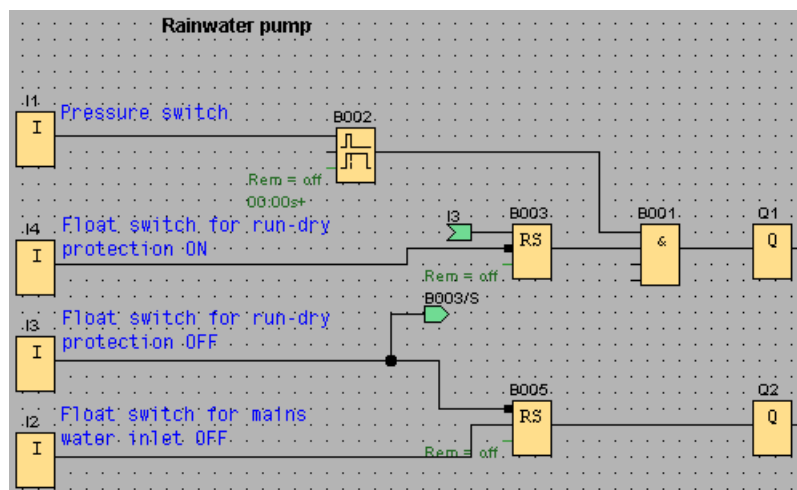 Rainwater pump
I1
I
Pressure switch
B002
Rem = off
00:00s+
I4
I
Float switch for run-dry
protection ON
I3
B003
RS
Rem = off
B001
&
Q1
Q
B003/S
I3
I
Float switch for run-dry
protection OFF
I2
I
Float switch for mains
water inlet OFF
B005
RS
Rem = off
Q2
Q